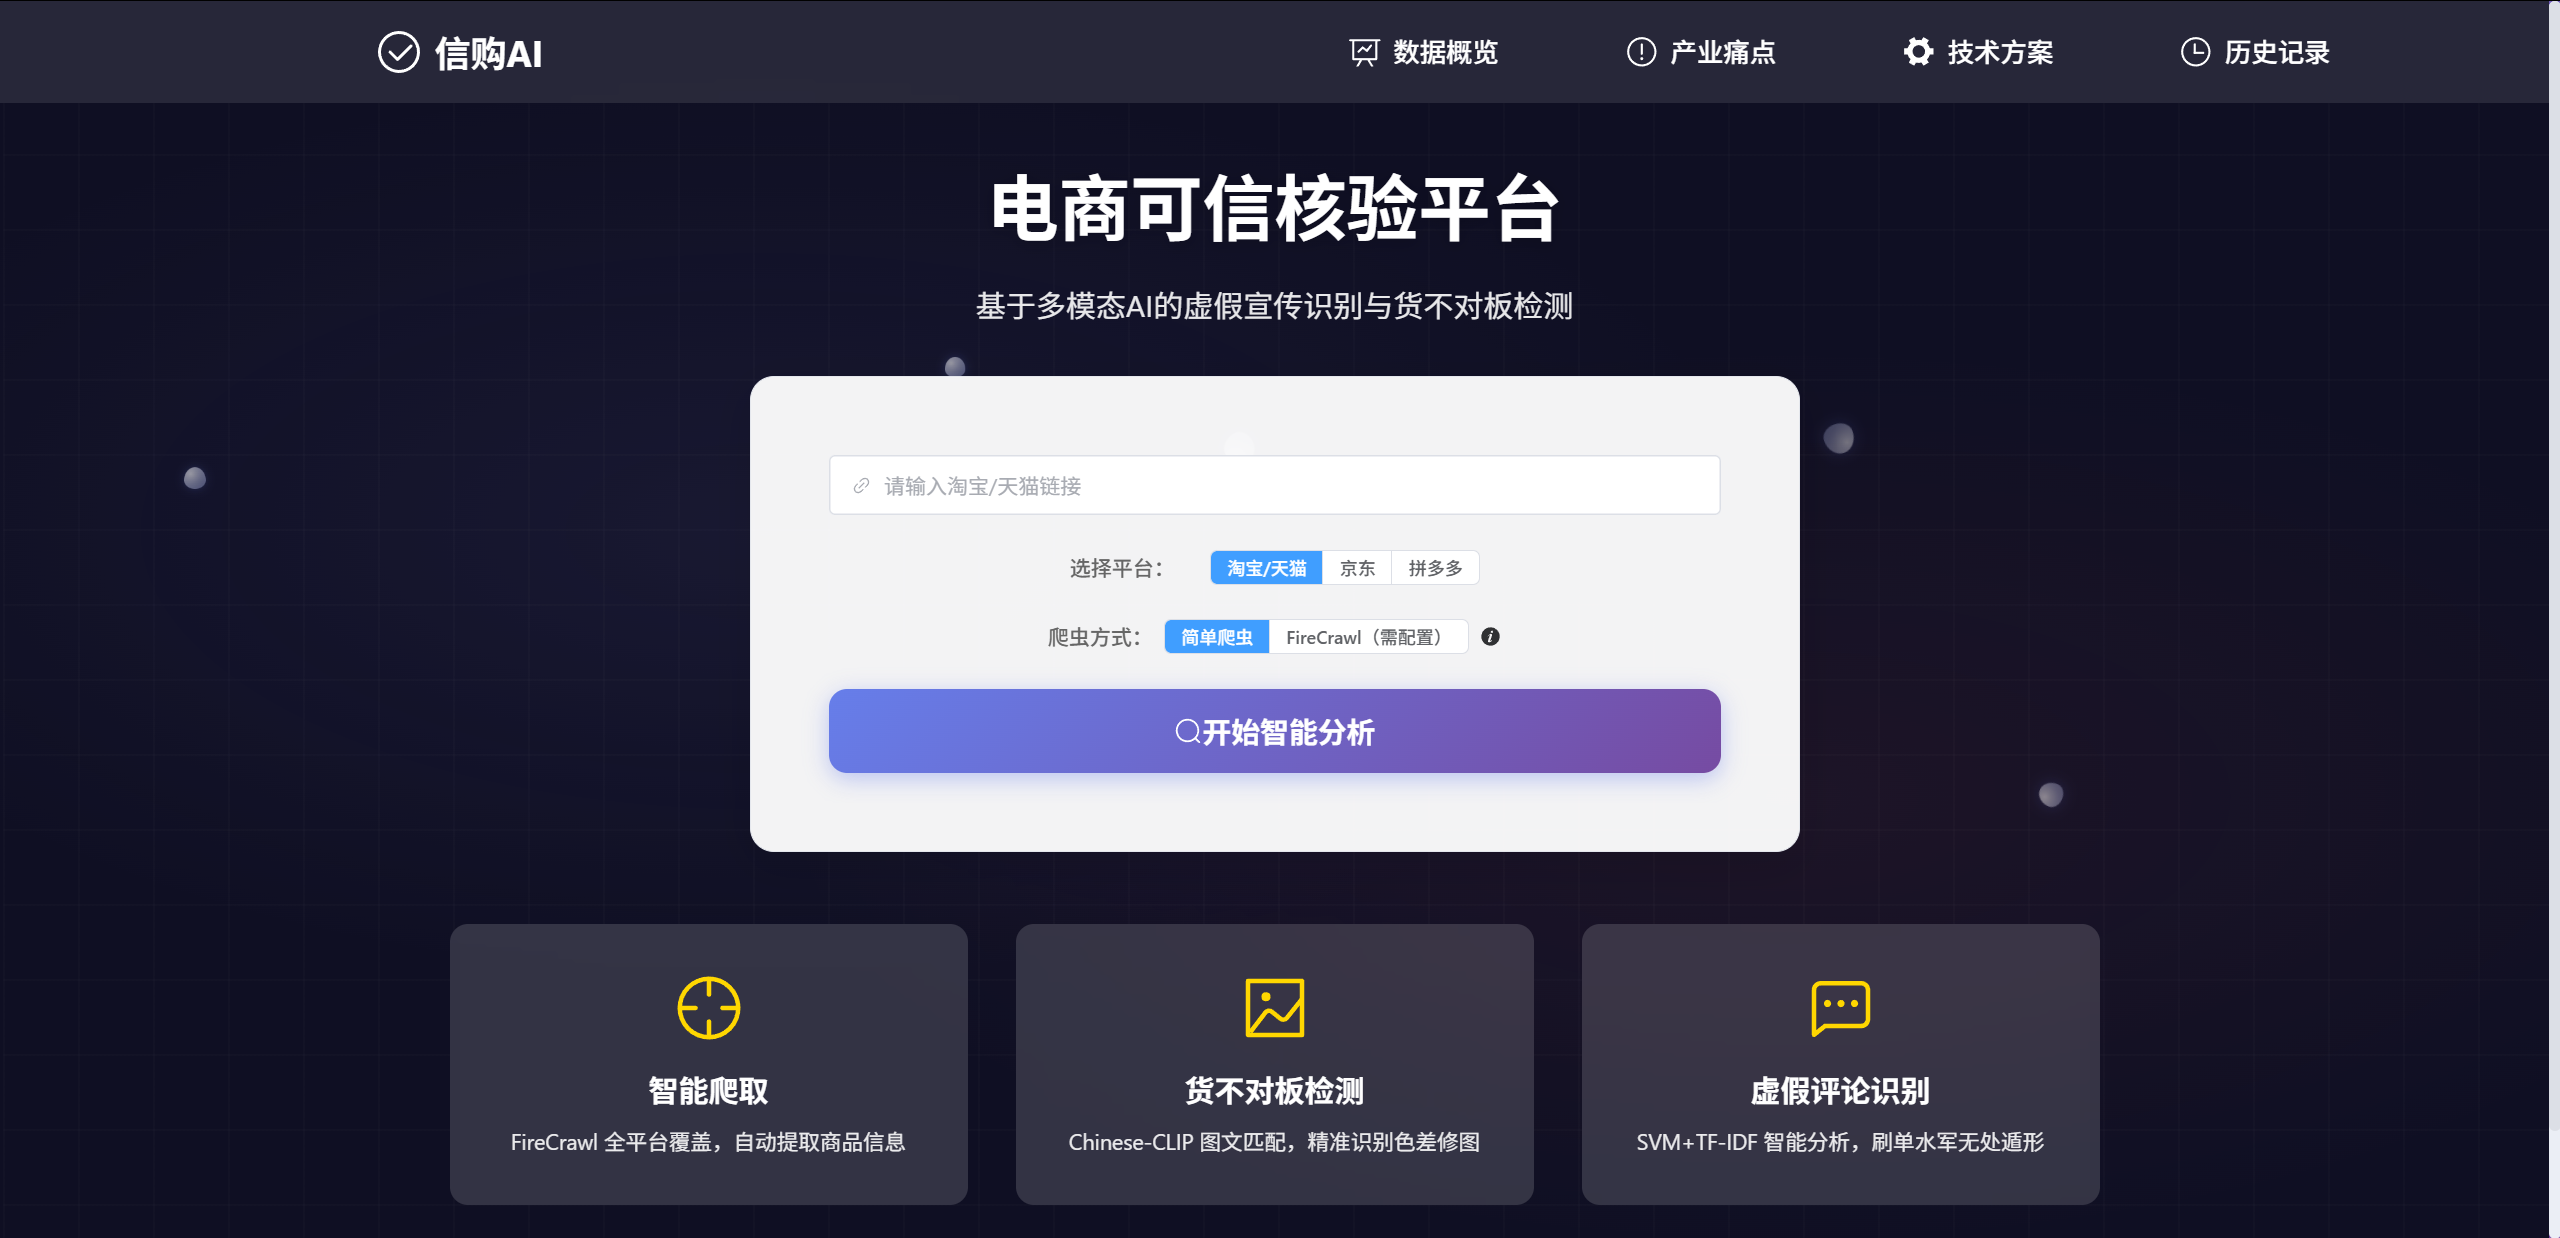 信购AI
数据概览
产业痛点
技术方案
历史记录
电商可信核验平台
基于多模态AI的虚假宣传识别与货不对板检测
请输入淘宝/天猫链接
选择平台： 淘宝/天猫 京东 拼多多
爬虫方式： 简单爬虫 FireCrawl（需配置）
开始智能分析
智能爬取
FireCrawl 全平台覆盖，自动提取商品信息
货不对板检测
Chinese-CLIP 图文匹配，精准识别色差修图
虚假评论识别
SVM+TF-IDF 智能分析，刷单水军无处遁形